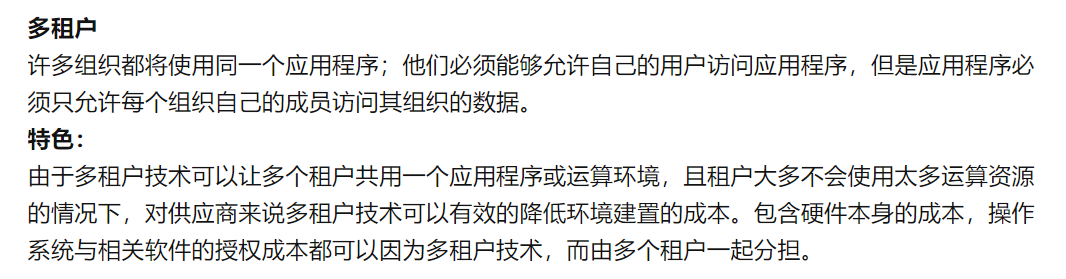 多租户
许多组织都将使用同一个应用程序；他们必须能够允许自己的用户访问应用程序，但是应用程序必
须只允许每个组织自己的成员访问其组织的数据。
特色：
由于多租户技术可以让多个租户共用一个应用程序或运算环境，且租户大多不会使用太多运算资源
的情况下，对供应商来说多租户技术可以有效的降低环境建置的成本。包含硬件本身的成本，操作
系统与相关软件的授权成本都可以因为多租户技术，而由多个租户一起分担。